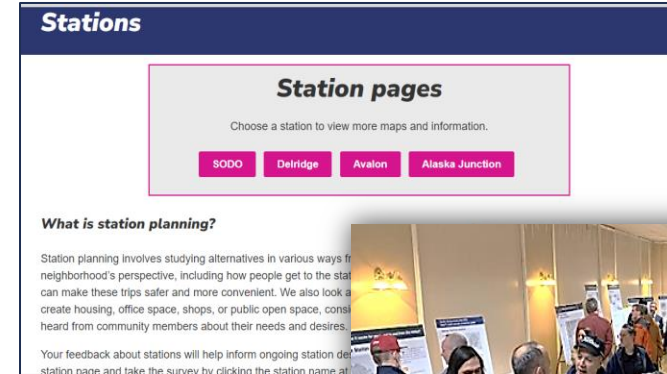 Stations
Station pages
Choose a station to view more maps and information.
SODO Delridge Avalon Alaska Junction
What is station planning?
Station planning involves studying alternatives in various ways
neighborhood's perspective, including how people get to the
can make these trips safer and more convenient. We also look
create housing, office space, shops, or public open space,
heard from community members about their needs and desires.
Your feedback about stations will help inform ongoing station
station page and take the survey by clicking the station name at